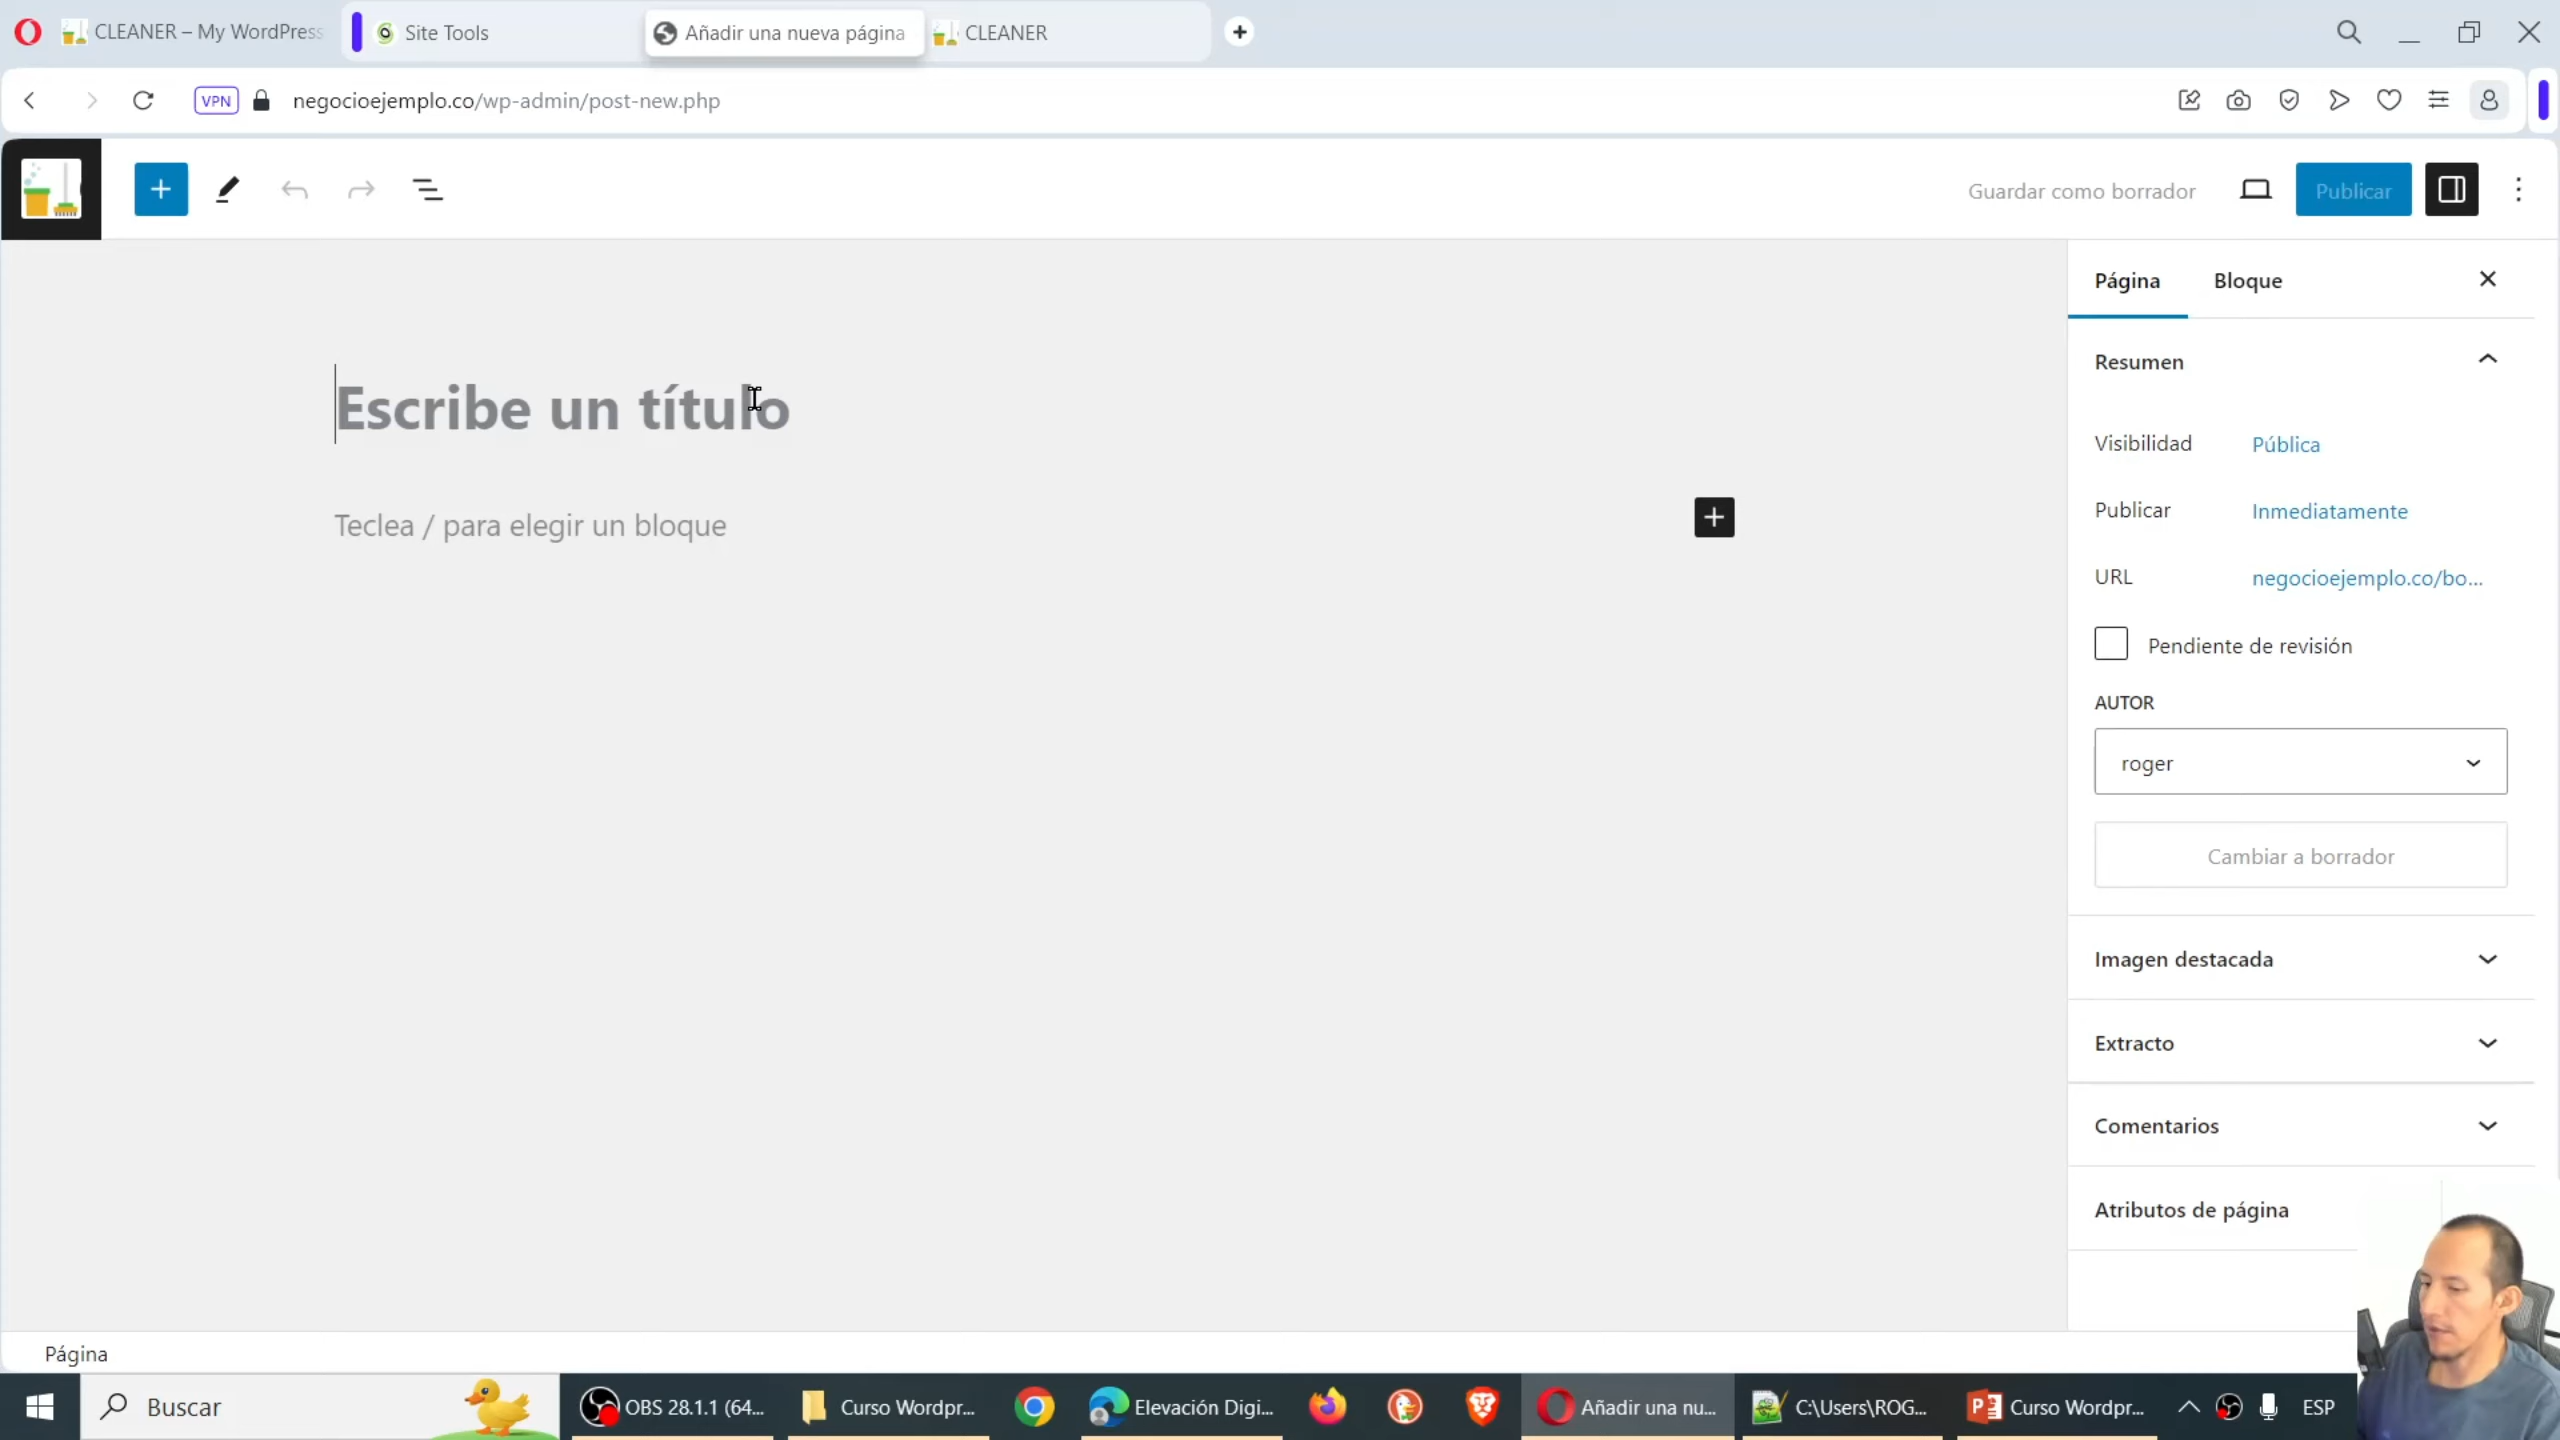 CLEANER – My WordPress
Site Tools
Añadir una nueva página
CLEANER
VPN
negocioejemplo.co/wp-admin/post-new.php
Guardar como borrador
Publicar
Página
Bloque
Escribe un título
Teclea / para elegir un bloque
Resumen
Visibilidad
Pública
Publicar
Inmediatamente
URL
negocioejemplo.co/bo...
Pendiente de revisión
AUTOR
roger
Cambiar a borrador
Imagen destacada
Extracto
Comentarios
Atributos de página
Página
Buscar
OBS 28.1.1 (64...
Curso Wordpr...
Elevación Digi...
Añadir una nu...
C:\Users\ROG...
Curso Wordpr...
ESP